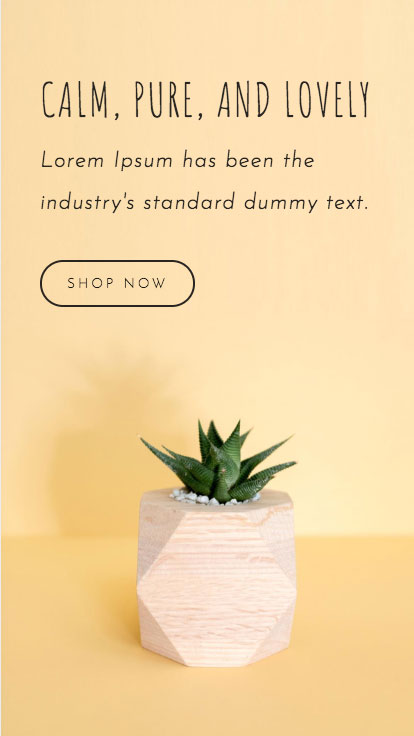 CALM, PURE, AND LOVELY
Lorem Ipsum has been the
industry's standard dummy text.
SHOP NOW